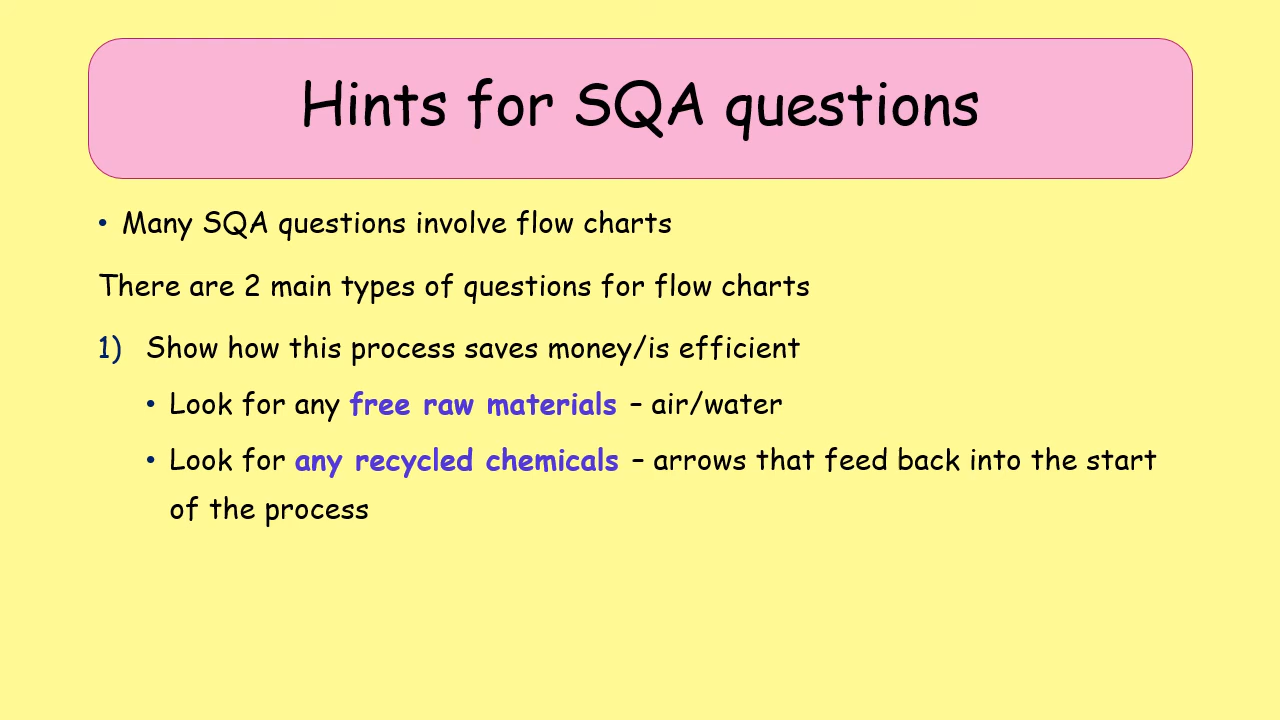 Hints for SQA questions
• Many SQA questions involve flow charts
There are 2 main types of questions for flow charts
1) Show how this process saves money/is efficient
• Look for any free raw materials – air/water
• Look for any recycled chemicals – arrows that feed back into the start
of the process